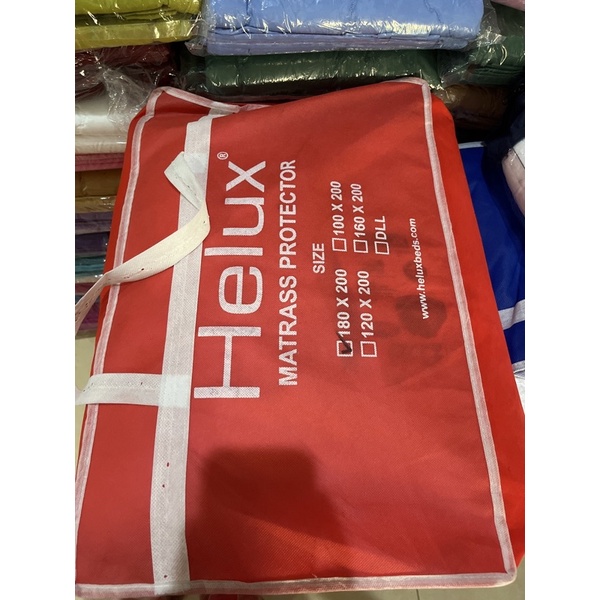 Helux®
MATRASS PROTECTOR
SIZE
180 X 200 100 X 200
120 X 200 160 X 200
DLL
www.heluxbeds.com